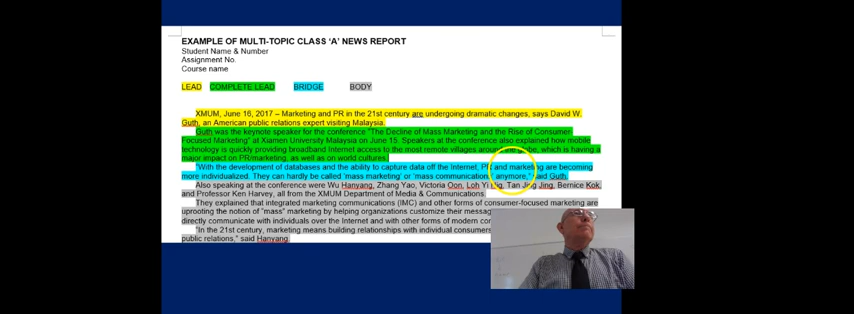 EXAMPLE OF MULTI-TOPIC CLASS ‘A’ NEWS REPORT
Student Name & Number
Assignment No.
Course name
LEAD COMPLETE LEAD BRIDGE BODY
XMUM, June 16, 2017 – Marketing and PR in the 21st century are undergoing dramatic changes, says David W.
Guth, an American public relations expert visiting Malaysia.
Guth was the keynote speaker for the conference “The Decline of Mass Marketing and the Rise of Consumer-
Focused Marketing” at Xiamen University Malaysia on June 15. Speakers at the conference also explained how mobile
technology is quickly providing broadband Internet access to the most remote villages around the globe, which is having a
major impact on PR/marketing, as well as on world cultures.
“With the development of databases and the ability to capture data off the Internet, PR and marketing are becoming
more individualized. They can hardly be called ‘mass marketing’ or ‘mass communications’ anymore,” said Guth.
Also speaking at the conference were Wu Hanyang, Zhang Yao, Victoria Oon, Loh Yi Nig, Tan Jing Jing, Bernice Kok,
and Professor Ken Harvey, all from the XMUM Department of Media & Communications.
They explained that integrated marketing communications (IMC) and other forms of consumer-focused marketing are
uprooting the notion of “mass” marketing by helping organizations customize their
directly communicate with individuals over the Internet and with other forms of modern
“In the 21st century, marketing means building relationships with individual consumers
public relations,” said Hanyang.